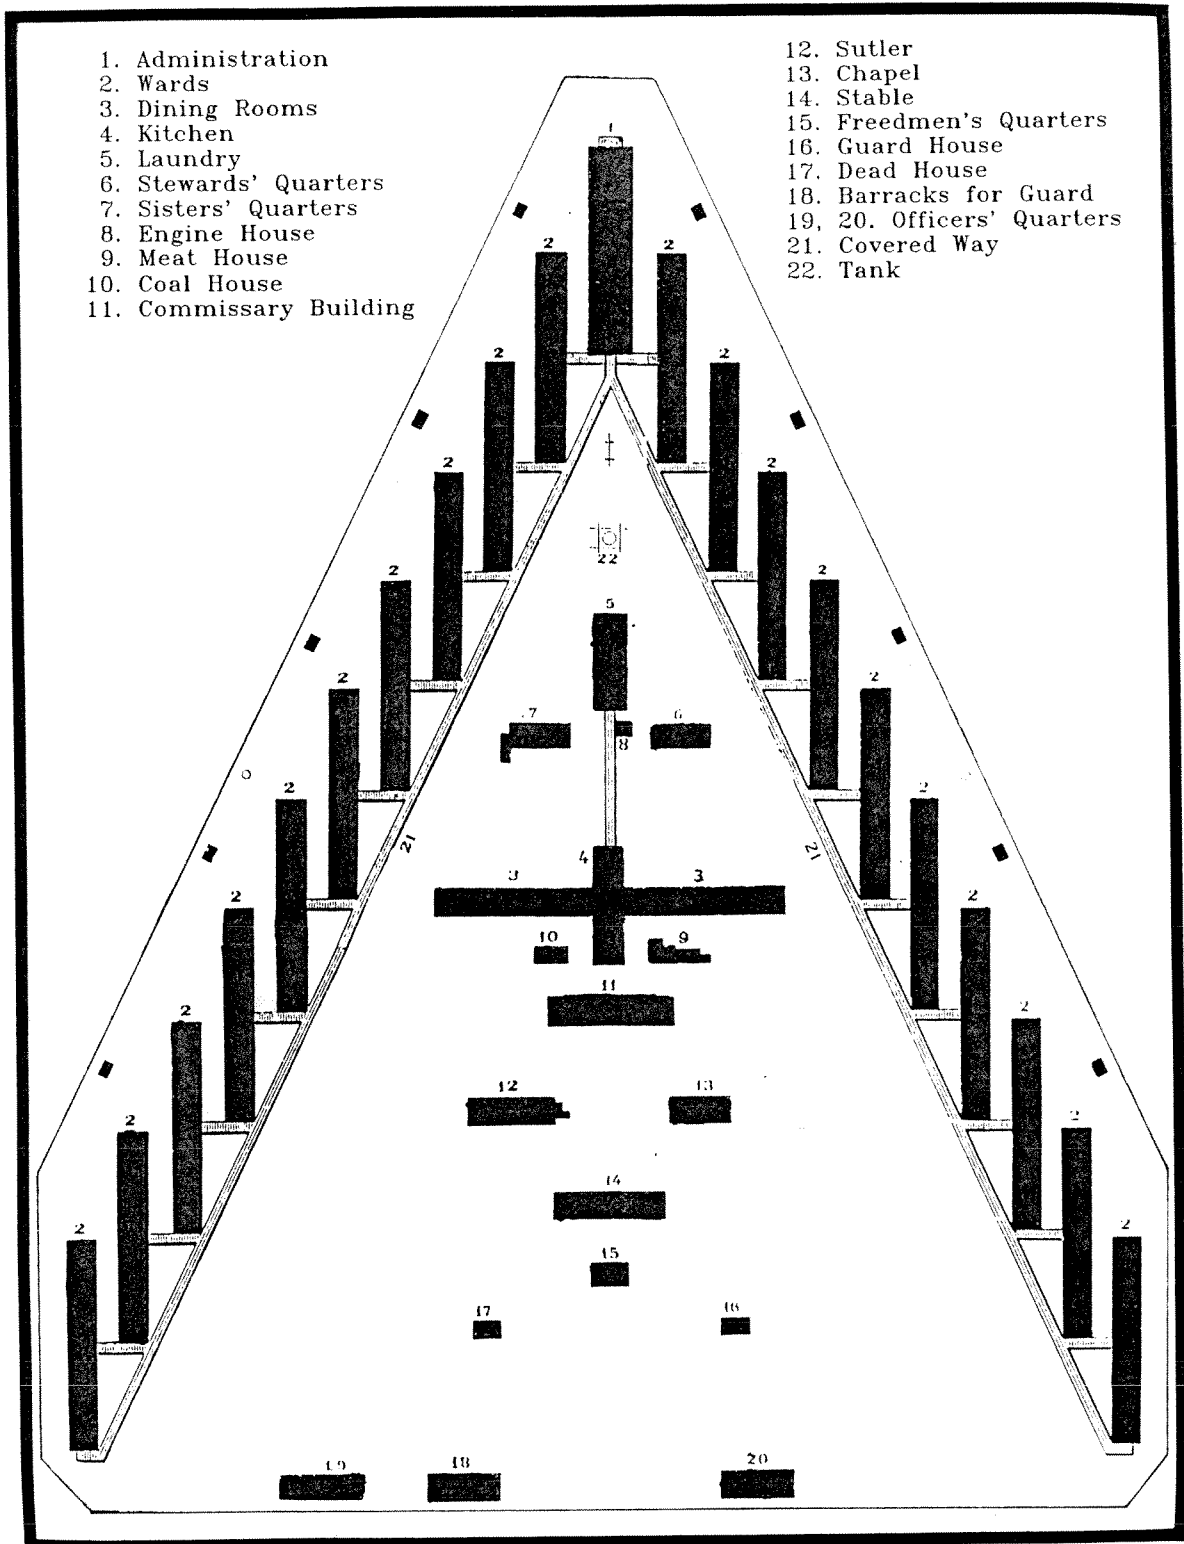 1. Administration
2. Wards
3. Dining Rooms
4. Kitchen
5. Laundry
6. Stewards' Quarters
7. Sisters' Quarters
8. Engine House
9. Meat House
10. Coal House
11. Commissary Building
12. Sutler
13. Chapel
14. Stable
15. Freedmen's Quarters
16. Guard House
17. Dead House
18. Barracks for Guard
19, 20. Officers' Quarters
21. Covered Way
22. Tank
1
2 2
2 2
2 2
22
2 2
5
2 2
7 8 6
2 2
21 21
4
3 3
2 2
10 9
11
2 2
12 13
2 2
14
2 2
15
17 16
19 18 20